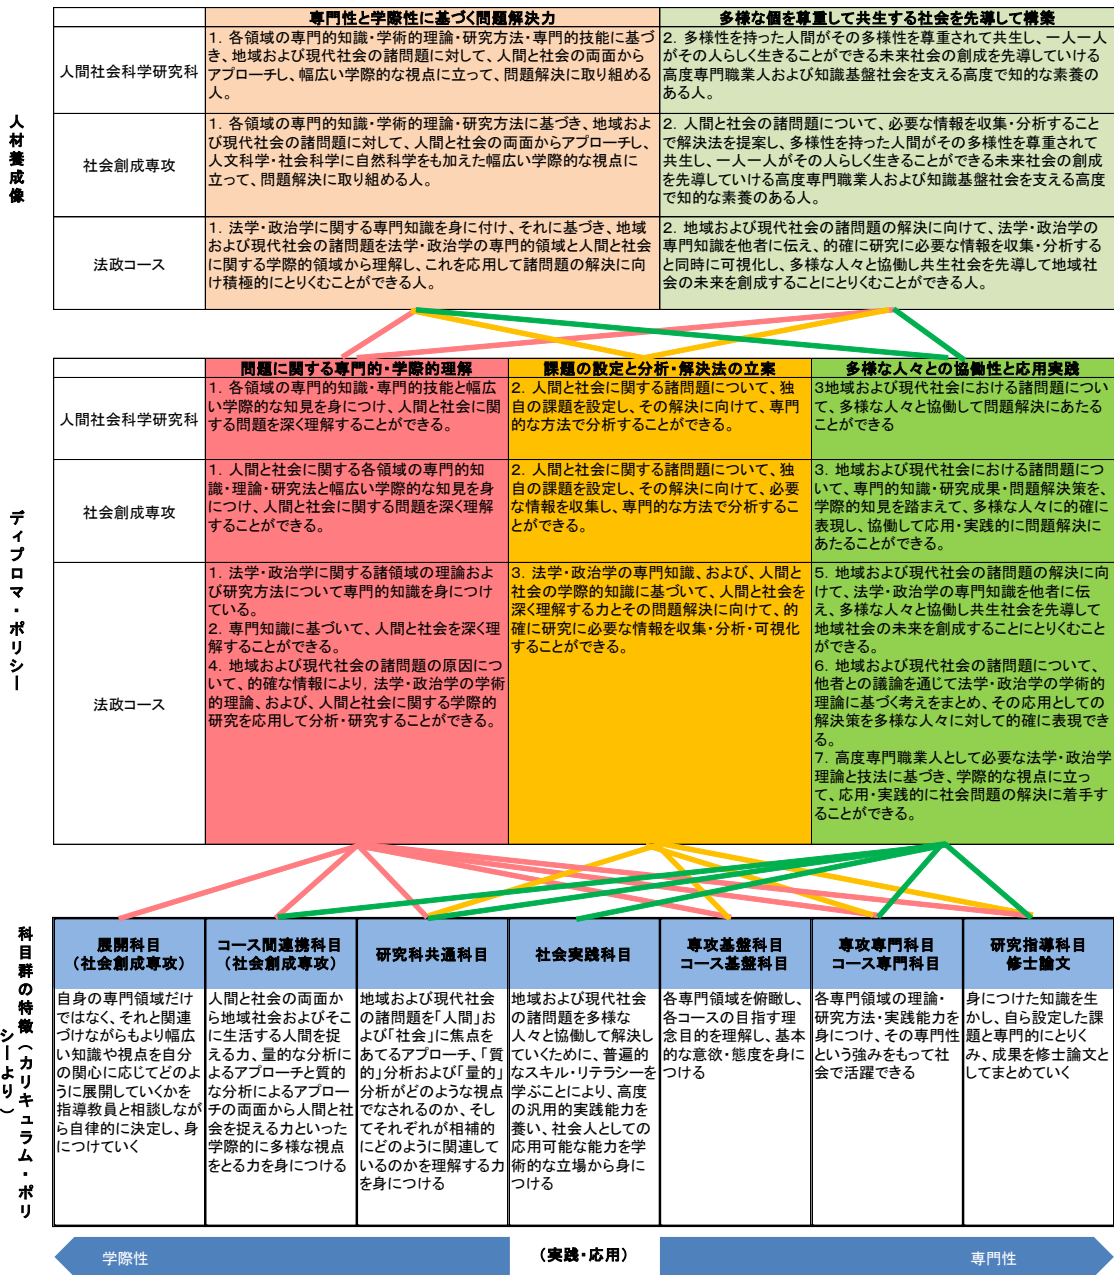 人材養成像
専門性と学際性に基づく問題解決力
多様な個を尊重して共生する社会を先導して構築
人間社会科学研究科
1. 各領域の専門的知識・学術的理論・研究方法・専門的技能に基づ
き、地域および現代社会の諸問題に対して、人間と社会の両面から
アプローチし、幅広い学際的な視点に立って、問題解決に取り組める
人。
2. 多様性を持った人間がその多様性を尊重されて共生し、一人一人
がその人らしく生きることができる未来社会の創成を先導していける
高度専門職業人および知識基盤社会を支える高度で知的な素養の
ある人。
社会創成専攻
1. 各領域の専門的知識・学術的理論・研究方法に基づき、地域およ
び現代社会の諸問題に対して、人間と社会の両面からアプローチし、
人文科学・社会科学に自然科学をも加えた幅広い学際的な視点に
立って、問題解決に取り組める人。
2. 人間と社会の諸問題について、必要な情報を収集・分析すること
で解決法を提案し、多様性を持った人間がその多様性を尊重されて
共生し、一人一人がその人らしく生きることができる未来社会の創成
を先導していける高度専門職業人および知識基盤社会を支える高度
で知的な素養のある人。
法政コース
1. 法学・政治学に関する専門知識を身に付け、それに基づき、地域
および現代社会の諸問題を法学・政治学の専門的領域と人間と社会
に関する学際的領域から理解し、これを応用して諸問題の解決に向
け積極的にとりくむことができる人。
2. 地域および現代社会の諸問題の解決に向けて、法学・政治学の
専門知識を他者に伝え、的確に研究に必要な情報を収集・分析する
と同時に可視化し、多様な人々と協働し共生社会を先導して地域社
会の未来を創成することにとりくむことができる人。
ディプロマ・ポリシー
問題に関する専門的・学際的理解
課題の設定と分析・解決法の立案
多様な人々との協働性と応用実践
人間社会科学研究科
1. 各領域の専門的知識・専門的技能と幅広
い学際的な知見を身につけ、人間と社会に関
する問題を深く理解することができる。
2. 人間と社会に関する諸問題について、独
自の課題を設定し、その解決に向けて、専門
的な方法で分析することができる。
3地域および現代社会における諸問題につい
て、多様な人々と協働して問題解決にあたる
ことができる
社会創成専攻
1. 人間と社会に関する各領域の専門的知
識・理論・研究法と幅広い学際的な知見を身
につけ、人間と社会に関する問題を深く理解
することができる。
2. 人間と社会に関する諸問題について、独
自の課題を設定し、その解決に向けて、必要
な情報を収集し、専門的な方法で分析するこ
とができる。
3. 地域および現代社会における諸問題につ
いて、専門的知識・研究成果・問題解決策を、
学際的知見を踏まえて、多様な人々に的確に
表現し、協働して応用・実践的に問題解決に
あたることができる。
法政コース
1. 法学・政治学に関する諸領域の理論およ
び研究方法について専門的知識を身につけ
ている。
2. 専門知識に基づいて、人間と社会を深く理
解することができる。
4. 地域および現代社会の諸問題の原因につ
いて、的確な情報により, 法学・政治学の学術
的理論、および、人間と社会に関する学際的
研究を応用して分析・研究することができる。
3. 法学・政治学の専門知識、および、人間と
社会の学際的知識に基づいて、人間と社会を
深く理解する力とその問題解決に向けて、的
確に研究に必要な情報を収集・分析・可視化
することができる。
5. 地域および現代社会の諸問題の解決に向
けて、法学・政治学の専門知識を他者に伝
え、多様な人々と協働し共生社会を先導して
地域社会の未来を創成することにとりくむこと
ができる。
6. 地域および現代社会の諸問題について、
他者との議論を通じて法学・政治学の学術的
理論に基づく考えをまとめ、その応用としての
解決策を多様な人々に対して的確に表現でき
る。
7. 高度専門職業人として必要な法学・政治学
理論と技法に基づき、学際的な視点に立っ
て、応用・実践的に社会問題の解決に着手す
ることができる。
科目群の特徴（カリキュラム・ポリ
シーより）
展開科目
（社会創成専攻）
コース間連携科目
（社会創成専攻）
研究科共通科目
社会実践科目
専攻基盤科目
コース基盤科目
専攻専門科目
コース専門科目
研究指導科目
修士論文
自身の専門領域だけ
ではなく、それと関連
づけながらもより幅広
い知識や視点を自分
の関心に応じてどのよ
うに展開していくかを
指導教員と相談しなが
ら自律的に決定し、身
につけていく
人間と社会の両面か
ら地域社会およびそこ
に生活する人間を捉
える力、量的な分析に
よるアプローチと質的
な分析によるアプロー
チの両面から人間と社
会を捉える力といった
学際的に多様な視点
をとる力を身につける
地域および現代社会
の諸問題を「人間」お
よび「社会」に焦点を
あてるアプローチ、「質
的」分析および「量的」
分析がどのような視点
でなされるのか、そし
てそれぞれが相補的
にどのように関連して
いるのかを理解する力
を身につける
地域および現代社会
の諸問題を多様な
人々と協働して解決し
ていくために、普遍的
なスキル・リテラシーを
学ぶことにより、高度
の汎用的実践能力を
養い、社会人としての
応用可能な能力を学
術的な立場から身に
つける
各専門領域を俯瞰し、
各コースの目指す理
念目的を理解し、基本
的な意欲・態度を身に
つける
各専門領域の理論・
研究方法・実践能力を
身につけ、その専門性
という強みをもって社
会で活躍できる
身につけた知識を生
かし、自ら設定した課
題と専門的にとりく
み、成果を修士論文と
してまとめていく
学際性
（実践・応用）
専門性